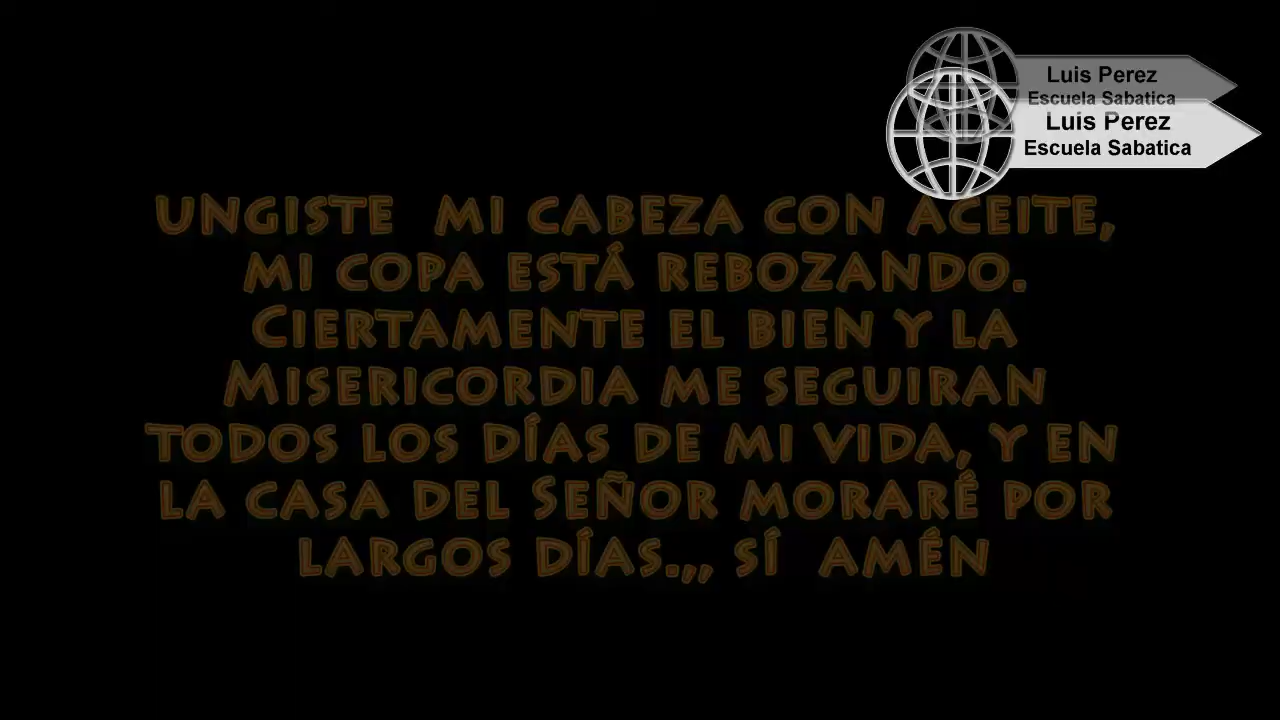 Luis Perez
Escuela Sabatica
Luis Perez
Escuela Sabatica
UNGISTE MI CABEZA CON ACEITE,
MI COPA ESTÁ REBOZANDO.
CIERTAMENTE EL BIEN Y LA
MISERICORDIA ME SEGUIRAN
TODOS LOS DÍAS DE MI VIDA, Y EN
LA CASA DEL SEÑOR MORARÉ POR
LARGOS DÍAS.,,, SÍ AMÉN